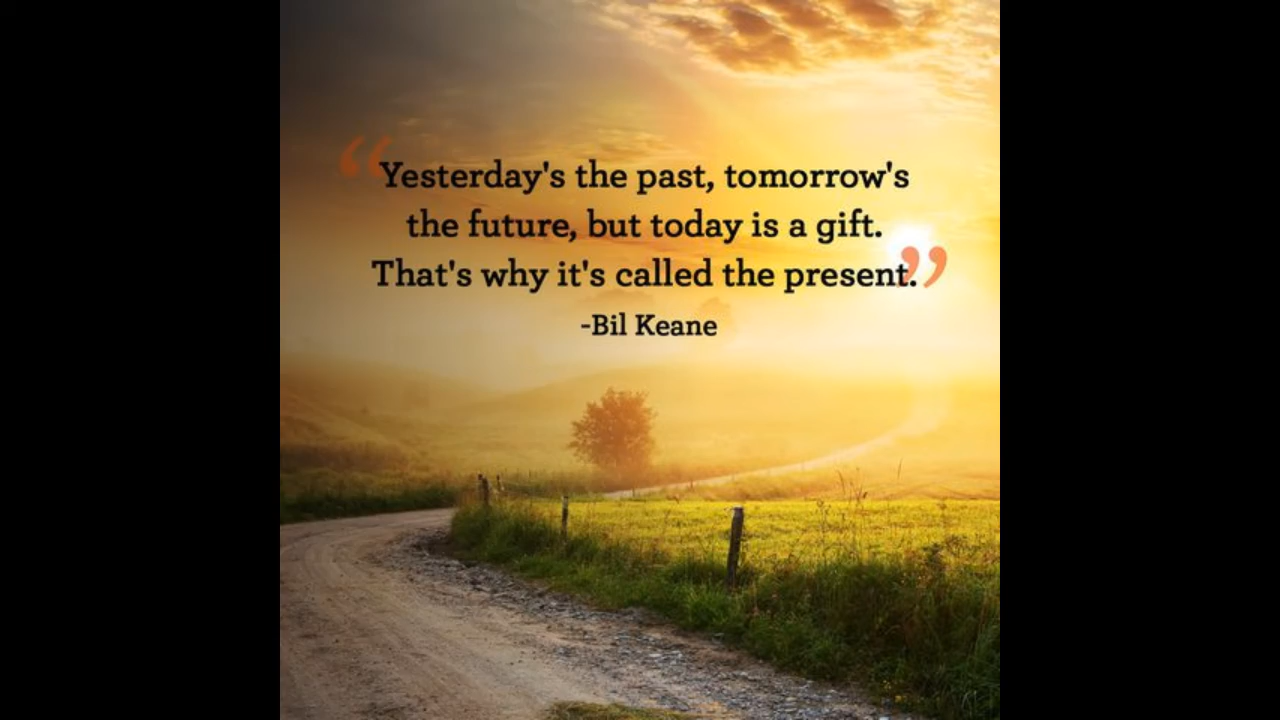 “Yesterday's the past, tomorrow's
the future, but today is a gift.
That's why it's called the present.”
-Bil Keane